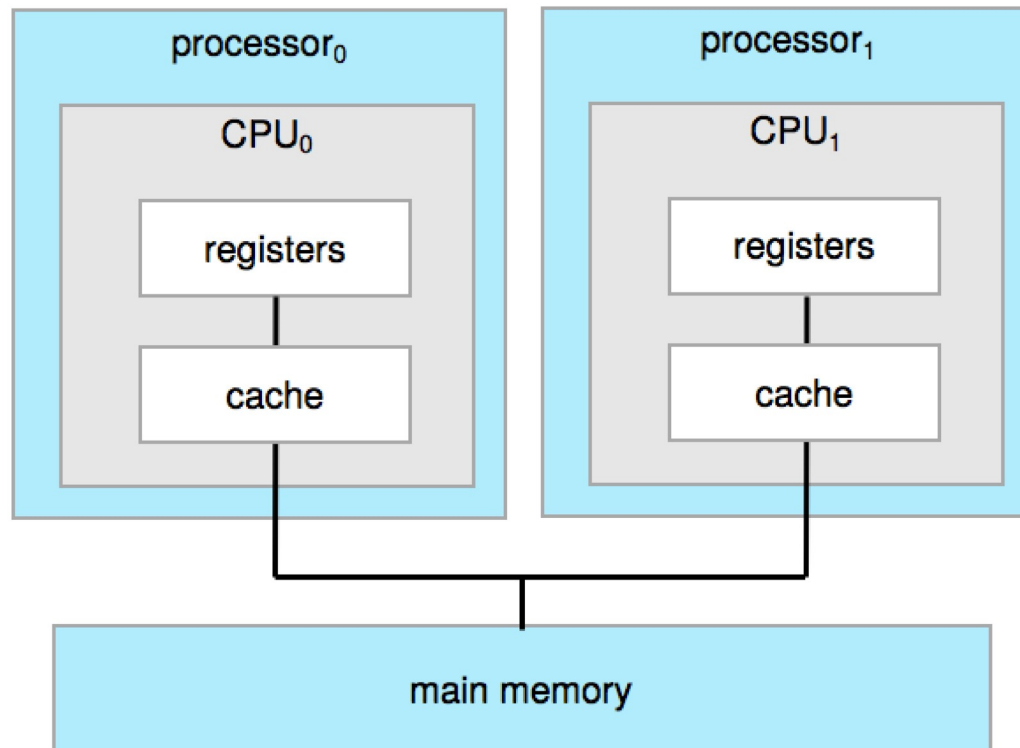 processor₀
processor₁
CPU₀
CPU₁
registers
registers
cache
cache
main memory